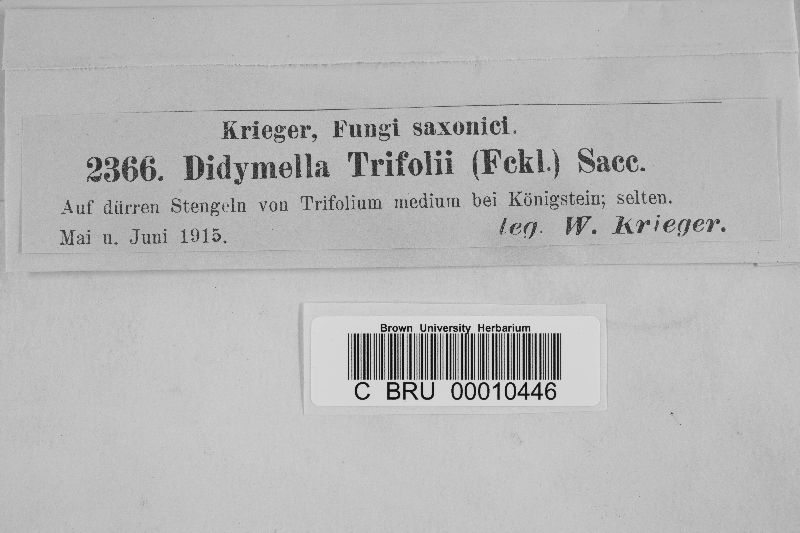 Krieger, Fungi saxonici.
2366. Didymella Trifolii (Fckl.) Sacc.
Auf dürren Stengeln von Trifolium medium bei Königstein; selten.
Mai u. Juni 1915.
leg. W. Krieger.
Brown University Herbarium
C BRU 00010446